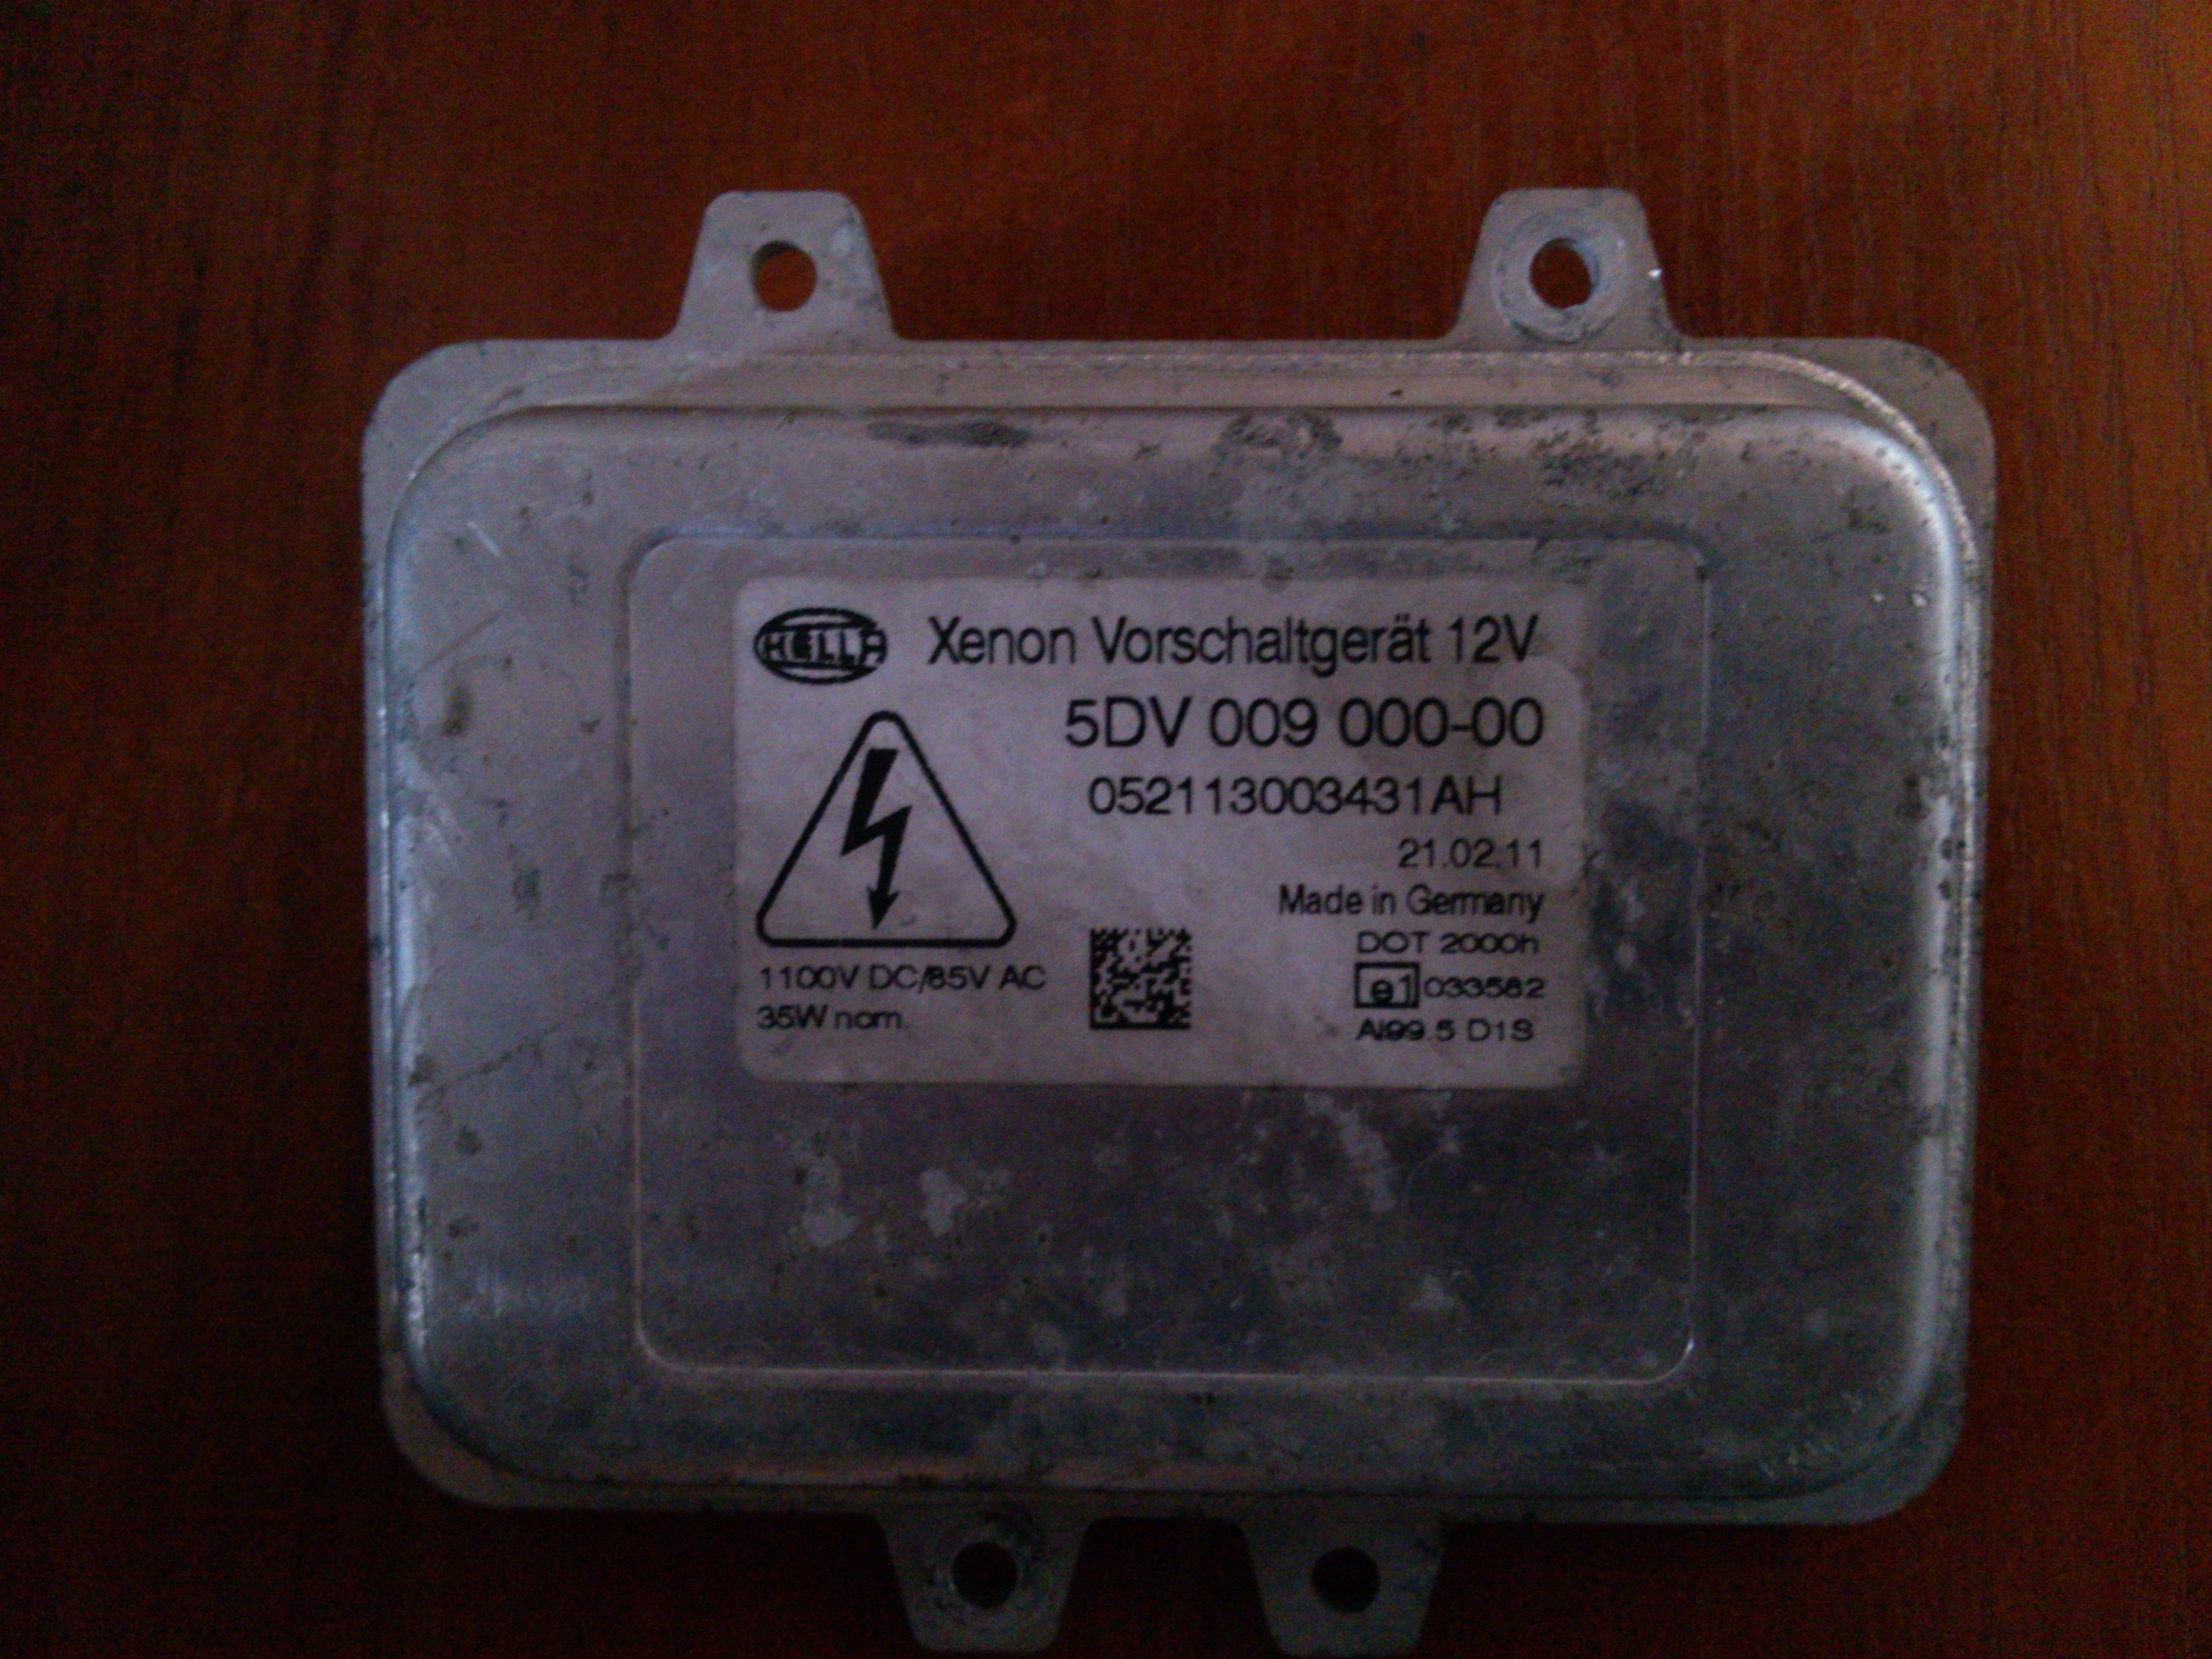 HELLA Xenon Vorschaltgerät 12V
5DV 009 000-00
052113003431AH
21.02.11
Made in Germany
DOT 2000h
e1 033582
1100V DC/85V AC
35W nom.
Al99.5 D1S